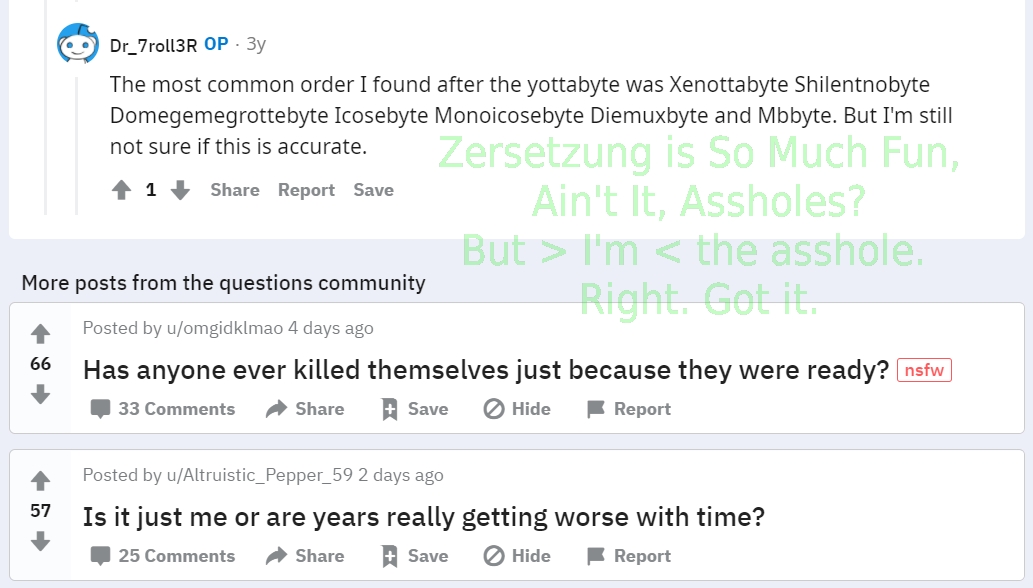 Dr_7roll3R OP · 3y
The most common order I found after the yottabyte was Xenottabyte Shilentnobyte
Domegemegrottebyte Icosebyte Monoicosebyte Diemuxbyte and Mbbyte. But I'm still
not sure if this is accurate.
Zersetzung is So Much Fun,
Ain't It, Assholes?
But > I'm < the asshole.
Right. Got it.
1 Share Report Save
More posts from the questions community
Posted by u/omgidklmao 4 days ago
66
Has anyone ever killed themselves just because they were ready? nsfw
33 Comments Share Save Hide Report
Posted by u/Altruistic_Pepper_59 2 days ago
57
Is it just me or are years really getting worse with time?
25 Comments Share Save Hide Report